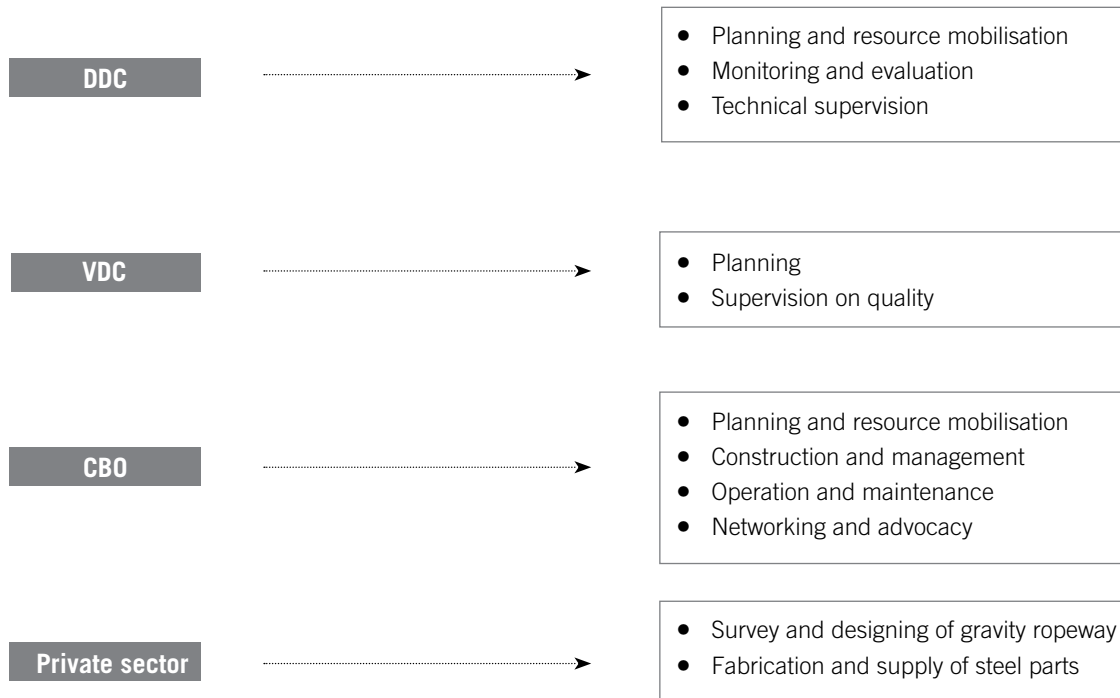 DDC
• Planning and resource mobilisation
• Monitoring and evaluation
• Technical supervision
VDC
• Planning
• Supervision on quality
CBO
• Planning and resource mobilisation
• Construction and management
• Operation and maintenance
• Networking and advocacy
Private sector
• Survey and designing of gravity ropeway
• Fabrication and supply of steel parts